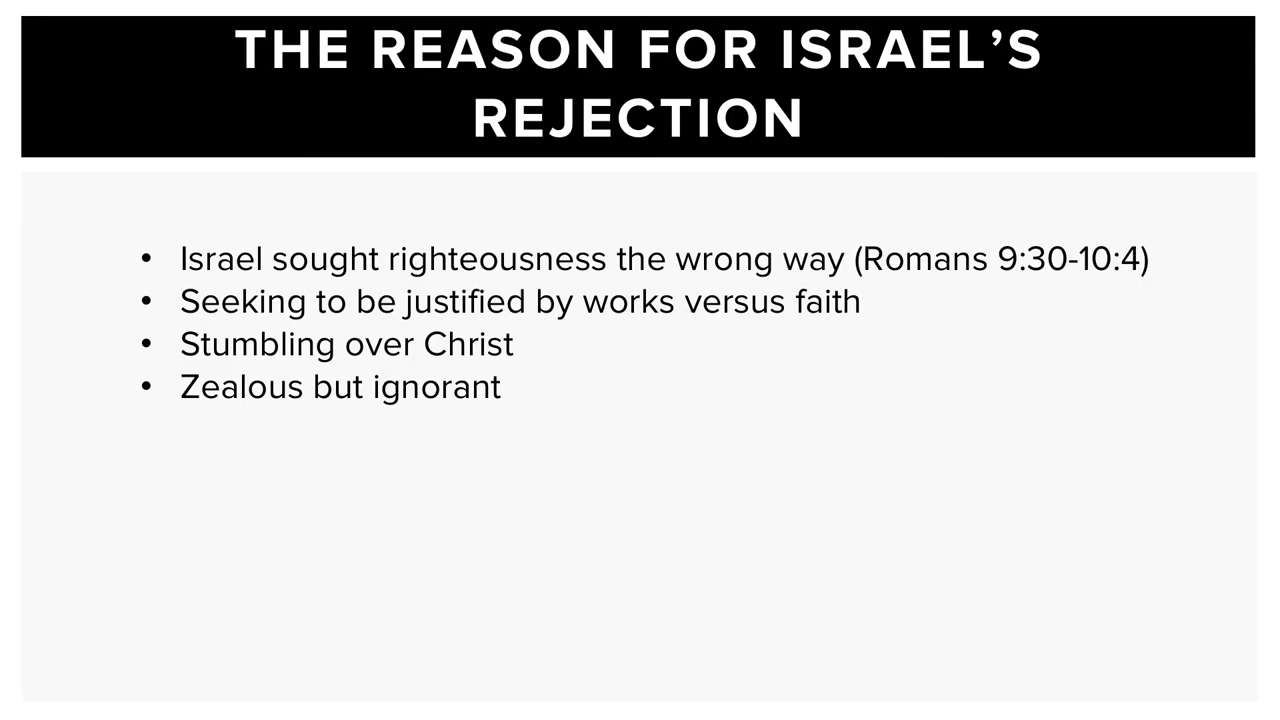 THE REASON FOR ISRAEL’S
REJECTION
• Israel sought righteousness the wrong way (Romans 9:30-10:4)
• Seeking to be justified by works versus faith
• Stumbling over Christ
• Zealous but ignorant